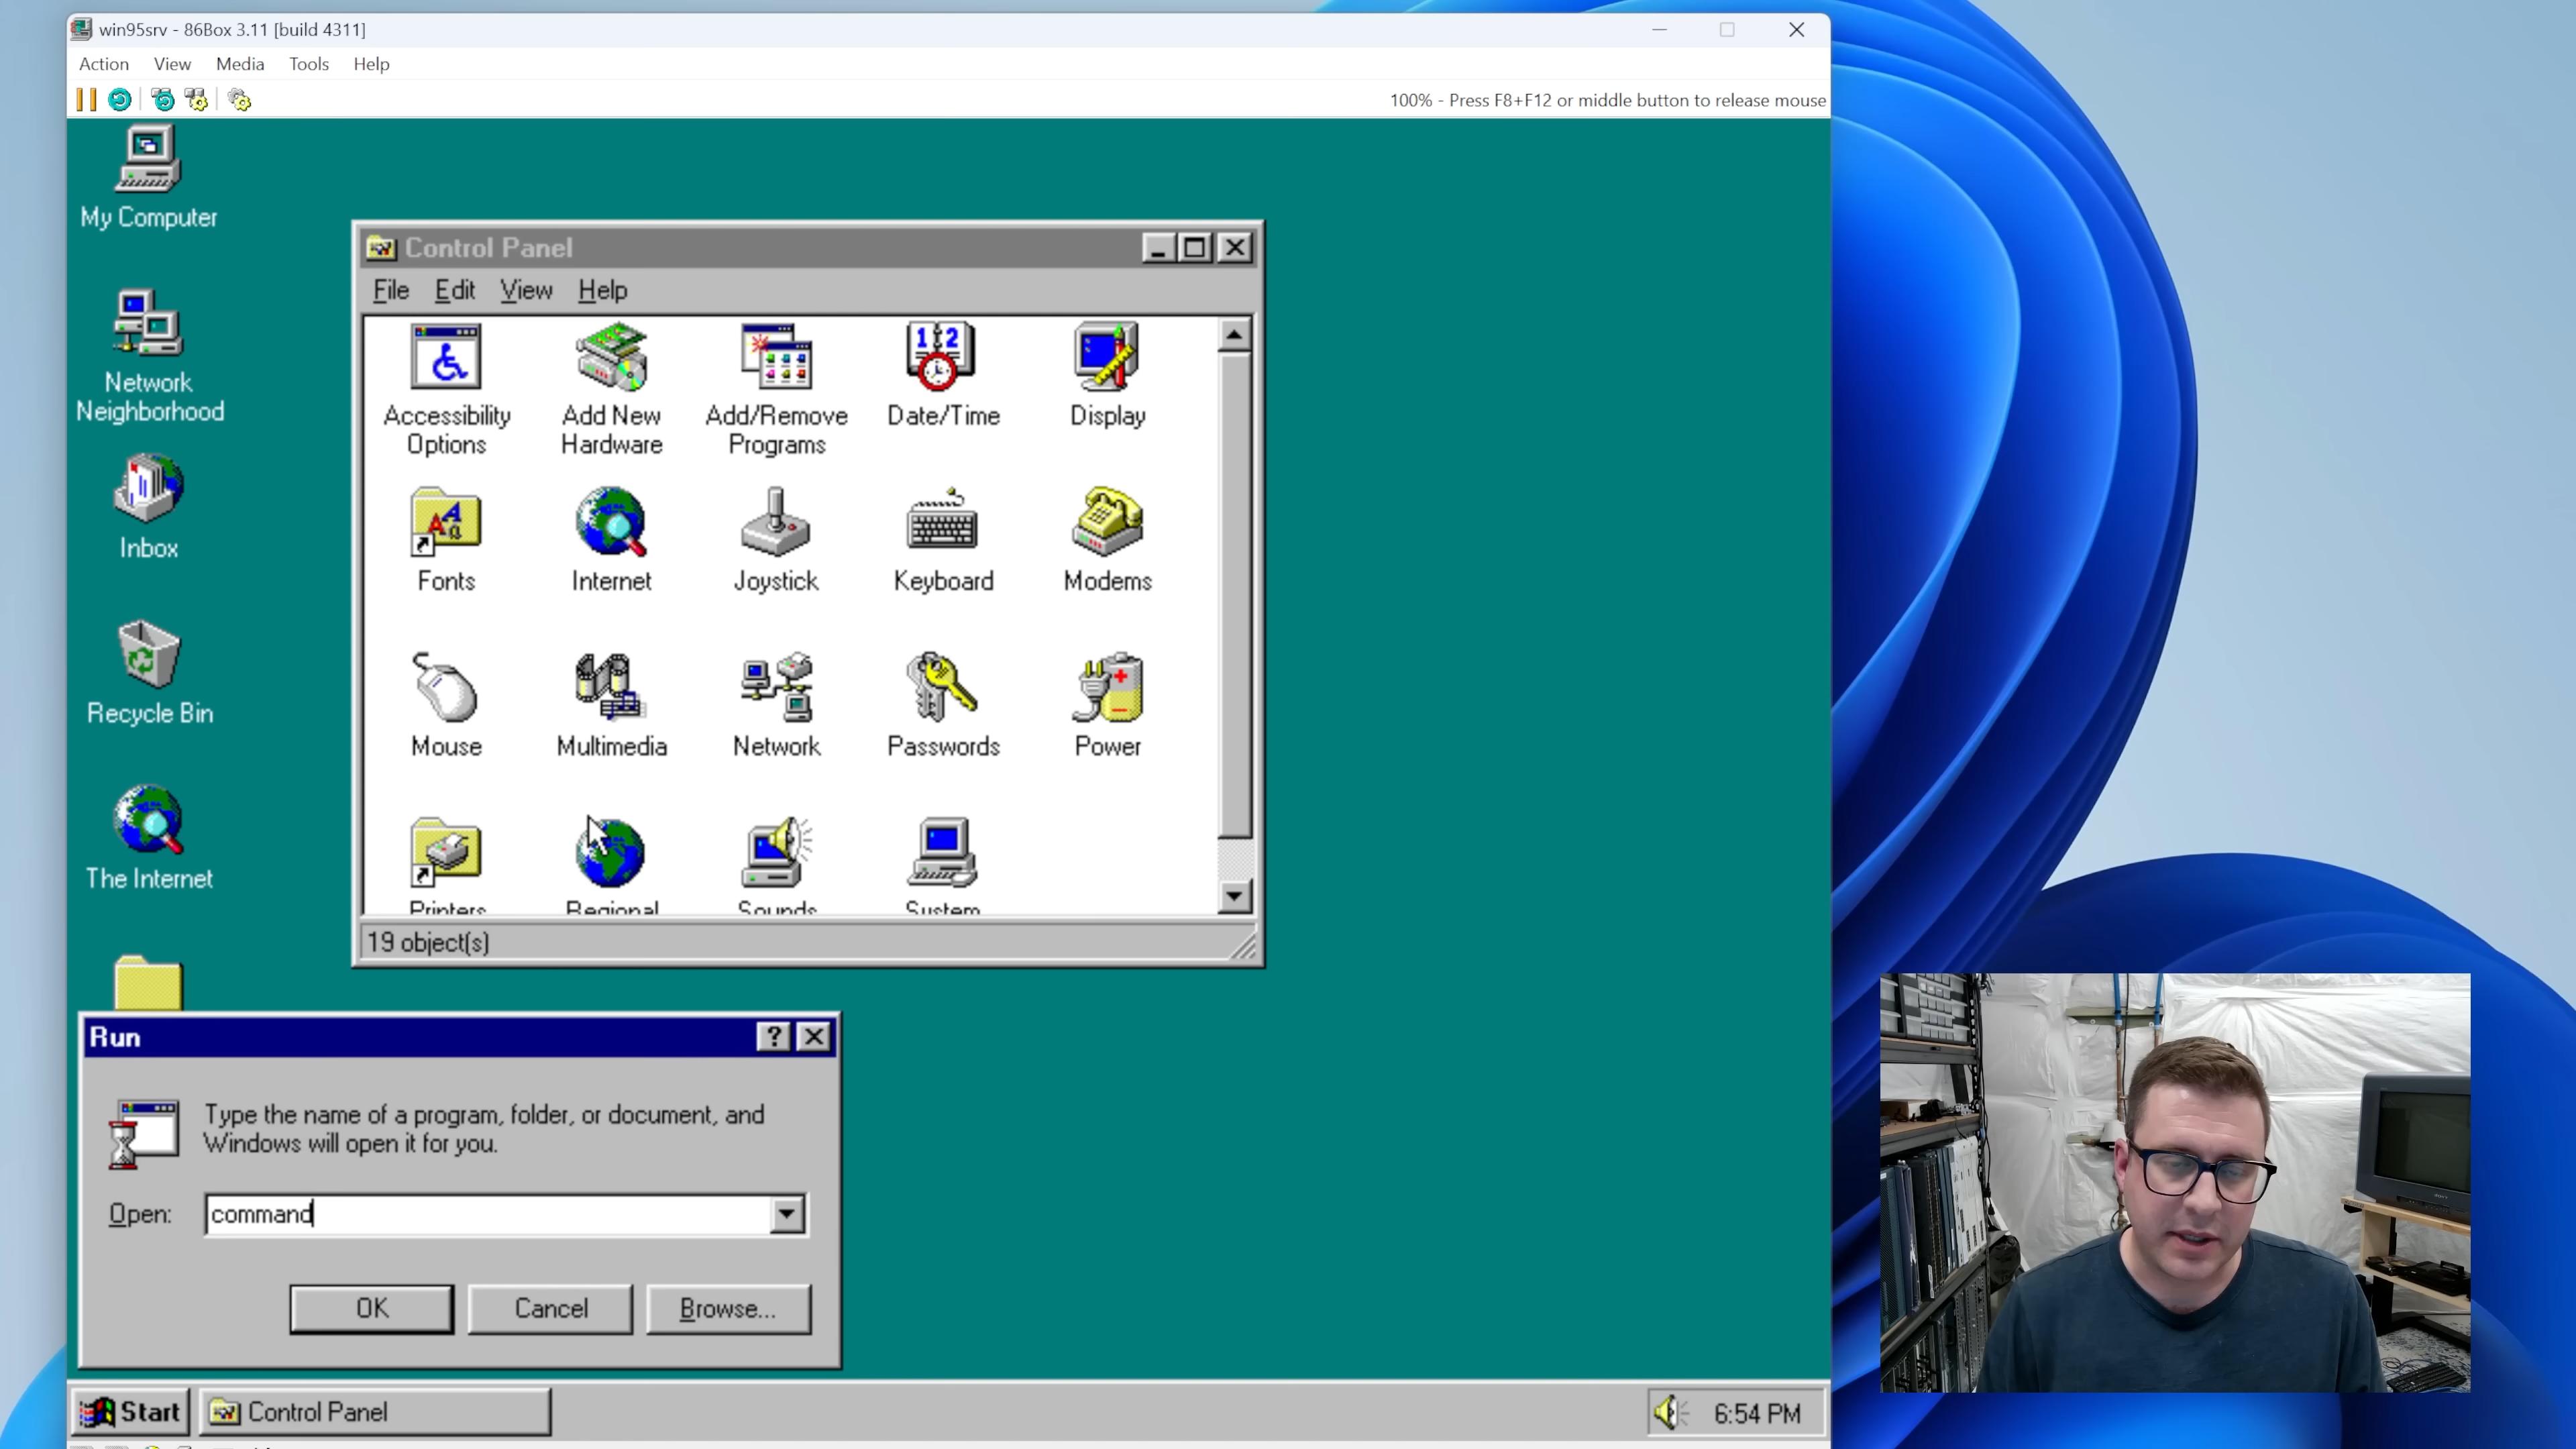 win95srv - 86Box 3.11 [build 4311]
Action View Media Tools Help
100% - Press F8+F12 or middle button to release mouse
My Computer
Network
Neighborhood
Inbox
Recycle Bin
The Internet
Control Panel
File Edit View Help
Accessibility
Options
Add New
Hardware
Add/Remove
Programs
Date/Time
Display
Fonts
Internet
Joystick
Keyboard
Modems
Mouse
Multimedia
Network
Passwords
Power
Printers
Regional
Sounds
System
19 object(s)
Run
Type the name of a program, folder, or document, and
Windows will open it for you.
Open: command
OK Cancel Browse...
Start Control Panel 6:54 PM